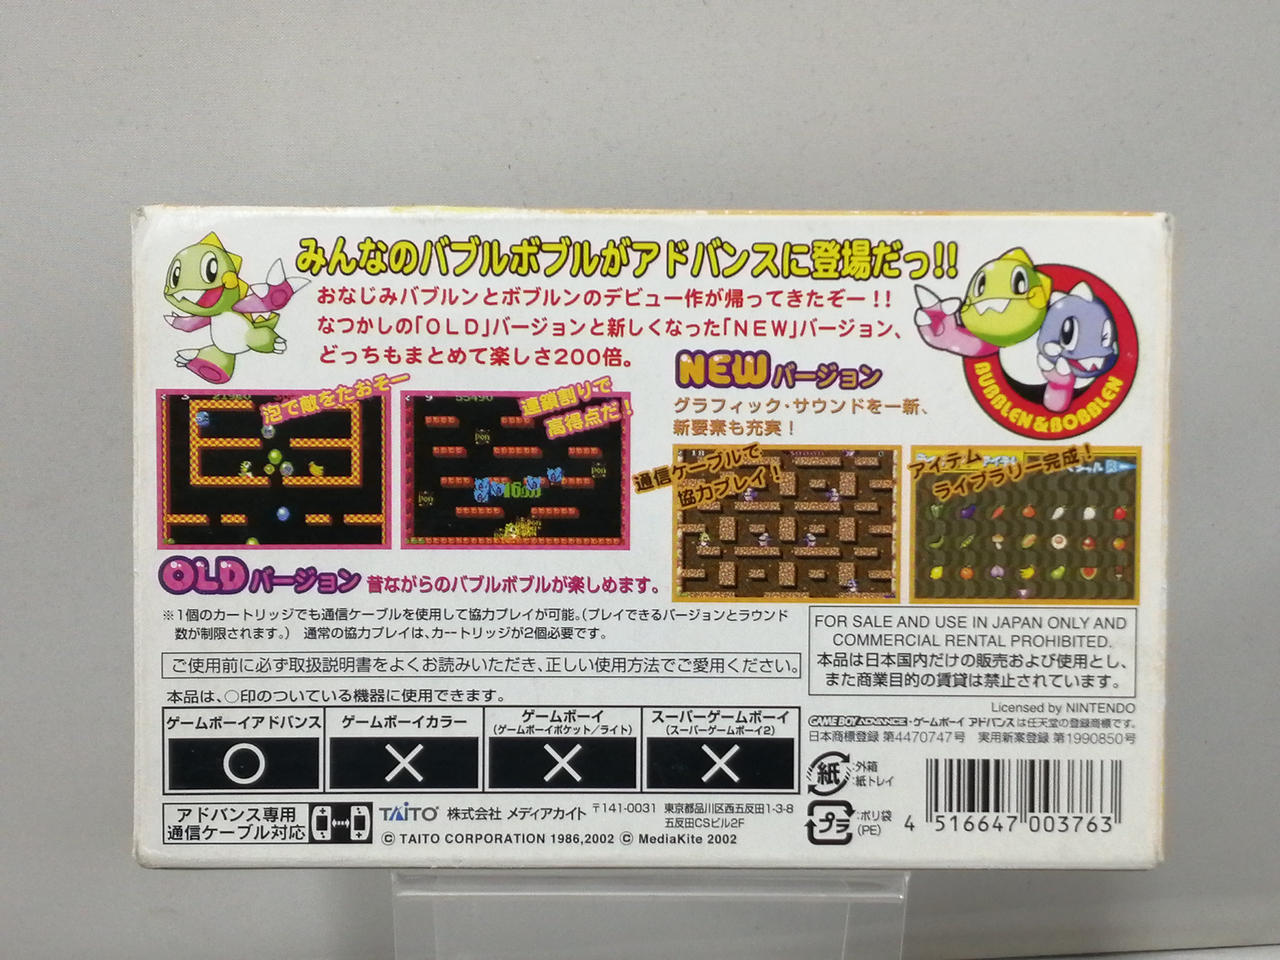 みんなのバブルボブルがアドバンスに登場だっ!!
おなじみバブルンとボブルンのデビュー作が帰ってきたぞー!!
なつかしの「OLD」バージョンと新しくなった「NEW」バージョン、
どっちもまとめて楽しさ200倍。
BUBBLEN&BOBBLEN
NEWバージョン
グラフィック・サウンドを一新、
新要素も充実!
泡で敵をたおそー
連鎖割りで
高得点だ!
通信ケーブルで
協力プレイ!
アイテム
ライブラリー完成!
OLDバージョン 昔ながらのバブルボブルが楽しめます。
※1個のカートリッジでも通信ケーブルを使用して協力プレイが可能。(プレイできるバージョンとラウンド
数が制限されます。) 通常の協力プレイは、カートリッジが2個必要です。
ご使用前に必ず取扱説明書をよくお読みいただき、正しい使用方法でご愛用ください。
FOR SALE AND USE IN JAPAN ONLY AND
COMMERCIAL RENTAL PROHIBITED.
本品は日本国内だけの販売および使用とし、
また商業目的の賃貸は禁止されています。
本品は、○印のついている機器に使用できます。
ゲームボーイアドバンス
ゲームボーイカラー
ゲームボーイ
(ゲームボーイポケット/ライト)
スーパーゲームボーイ
(スーパーゲームボーイ2)
Licensed by NINTENDO
GAME BOY ADVANCE・ゲームボーイ アドバンスは任天堂の登録商標です。
日本商標登録 第4470747号 実用新案登録 第1990850号
アドバンス専用
通信ケーブル対応
TAITO 株式会社 メディアカイト 〒141-0031 東京都品川区西五反田1-3-8
五反田CSビル2F
© TAITO CORPORATION 1986,2002 © MediaKite 2002
紙 :外箱
:紙トレイ
プラ :ポリ袋
(PE)
4 516647 003763